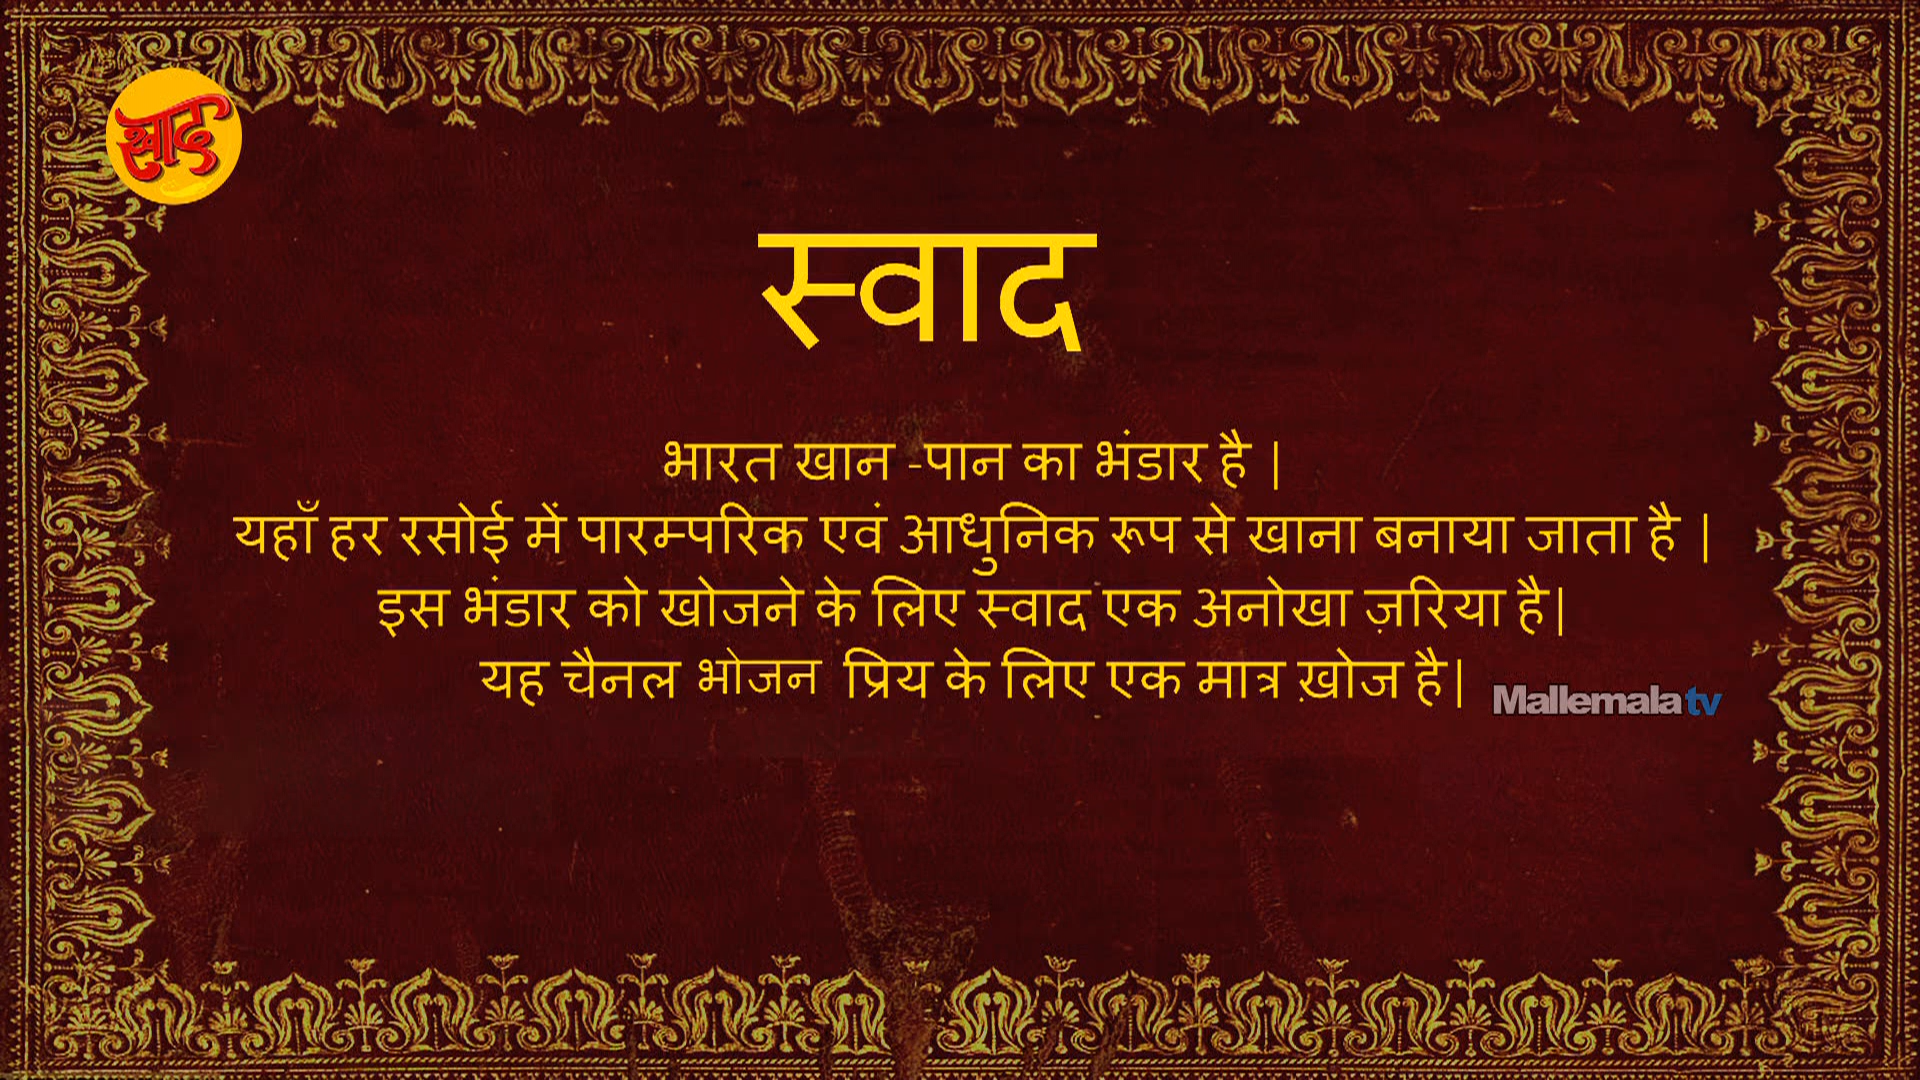 स्वाद
स्वाद
भारत खान -पान का भंडार है |
यहाँ हर रसोई में पारम्परिक एवं आधुनिक रूप से खाना बनाया जाता है |
इस भंडार को खोजने के लिए स्वाद एक अनोखा ज़रिया है|
यह चैनल भोजन प्रिय के लिए एक मात्र ख़ोज है|
Mallemalatv